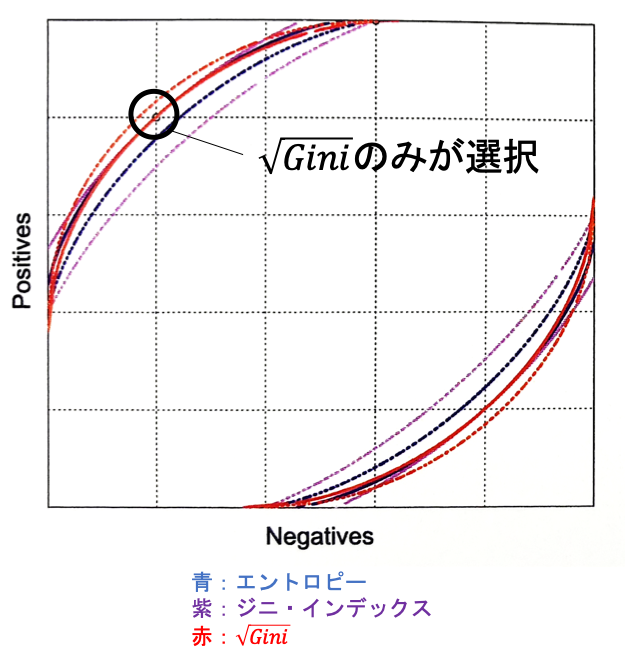 √Giniのみが選択
Positives
Negatives
青：エントロピー
紫：ジニ・インデックス
赤：√Gini